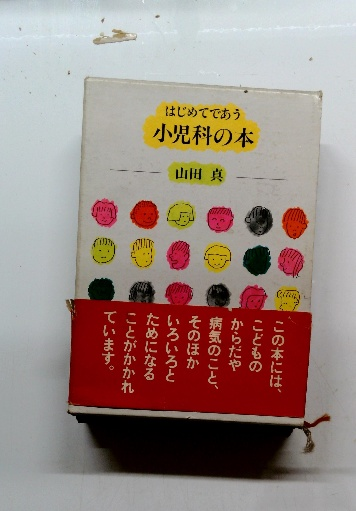 はじめてであう
小児科の本
山田 真
この本には、
こどもの
からだや
病気のこと、
そのほか
いろいろと
ためになる
ことがかかれ
ています。